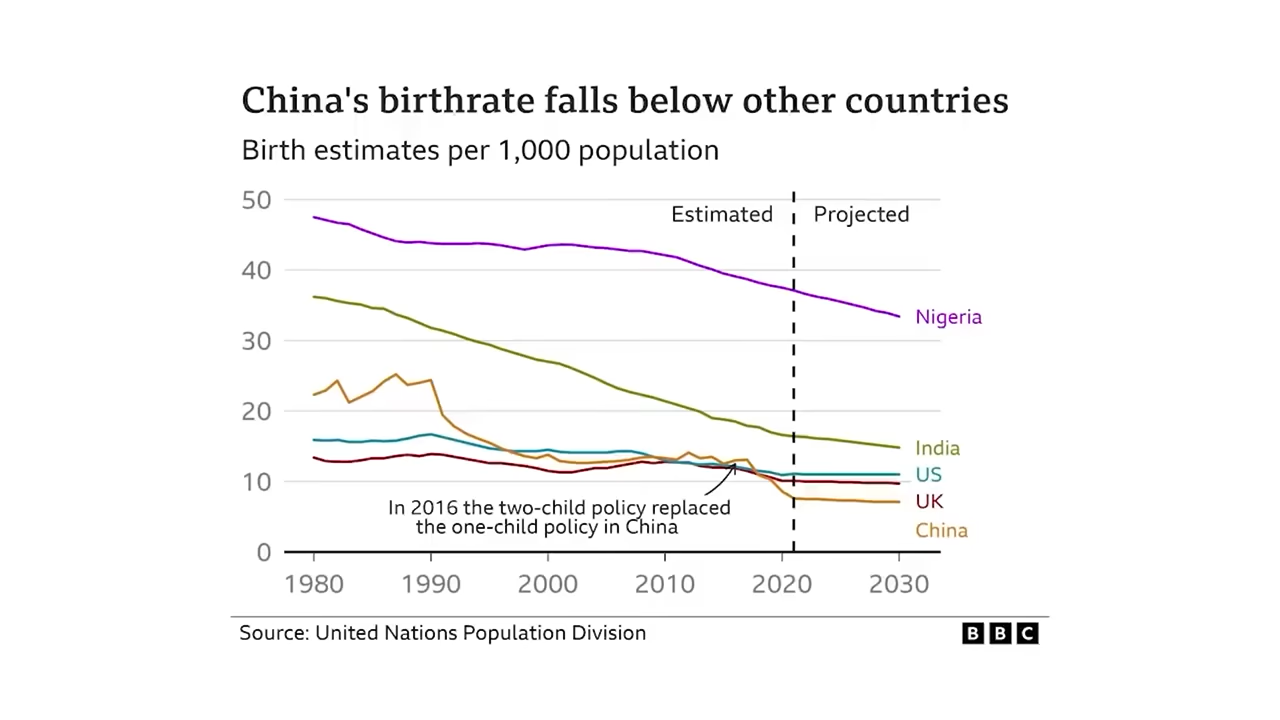 China's birthrate falls below other countries
Birth estimates per 1,000 population
50
Estimated
Projected
40
Nigeria
30
20
India
US
10
UK
In 2016 the two-child policy replaced
the one-child policy in China
China
0
1980 1990 2000 2010 2020 2030
Source: United Nations Population Division
BBC